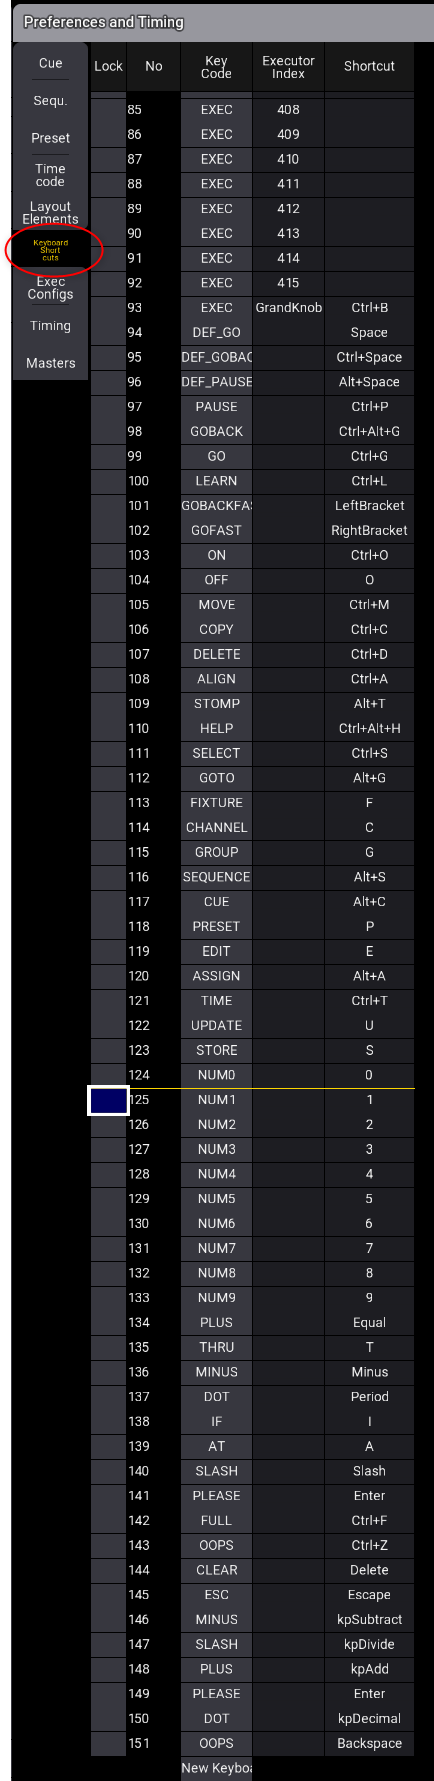 Preferences and Timing
Cue
Sequ.
Preset
Time
code
Layout
Elements
Keyboard
Short
cuts
Exec
Configs
Timing
Masters
Lock No Key Code Executor Index Shortcut
85 EXEC 408
86 EXEC 409
87 EXEC 410
88 EXEC 411
89 EXEC 412
90 EXEC 413
91 EXEC 414
92 EXEC 415
93 EXEC GrandKnob Ctrl+B
94 DEF_GO Space
95 DEF_GOBAC Ctrl+Space
96 DEF_PAUSE Alt+Space
97 PAUSE Ctrl+P
98 GOBACK Ctrl+Alt+G
99 GO Ctrl+G
100 LEARN Ctrl+L
101 GOBACKFA LeftBracket
102 GOFAST RightBracket
103 ON Ctrl+O
104 OFF O
105 MOVE Ctrl+M
106 COPY Ctrl+C
107 DELETE Ctrl+D
108 ALIGN Ctrl+A
109 STOMP Alt+T
110 HELP Ctrl+Alt+H
111 SELECT Ctrl+S
112 GOTO Alt+G
113 FIXTURE F
114 CHANNEL C
115 GROUP G
116 SEQUENCE Alt+S
117 CUE Alt+C
118 PRESET P
119 EDIT E
120 ASSIGN Alt+A
121 TIME Ctrl+T
122 UPDATE U
123 STORE S
124 NUM0 0
125 NUM1 1
126 NUM2 2
127 NUM3 3
128 NUM4 4
129 NUM5 5
130 NUM6 6
131 NUM7 7
132 NUM8 8
133 NUM9 9
134 PLUS Equal
135 THRU T
136 MINUS Minus
137 DOT Period
138 IF I
139 AT A
140 SLASH Slash
141 PLEASE Enter
142 FULL Ctrl+F
143 OOPS Ctrl+Z
144 CLEAR Delete
145 ESC Escape
146 MINUS kpSubtract
147 SLASH kpDivide
148 PLUS kpAdd
149 PLEASE Enter
150 DOT kpDecimal
151 OOPS Backspace
New Keyboa